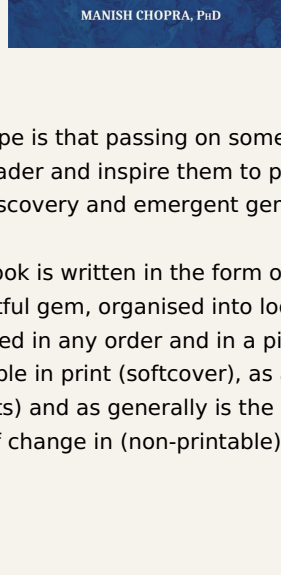 MANISH CHOPRA, PHD
pe is that passing on some
ader and inspire them to p
scovery and emergent ger
ook is written in the form o
tful gem, organised into lo
ed in any order and in a pi
ble in print (softcover), as
ts) and as generally is the
f change in (non-printable)